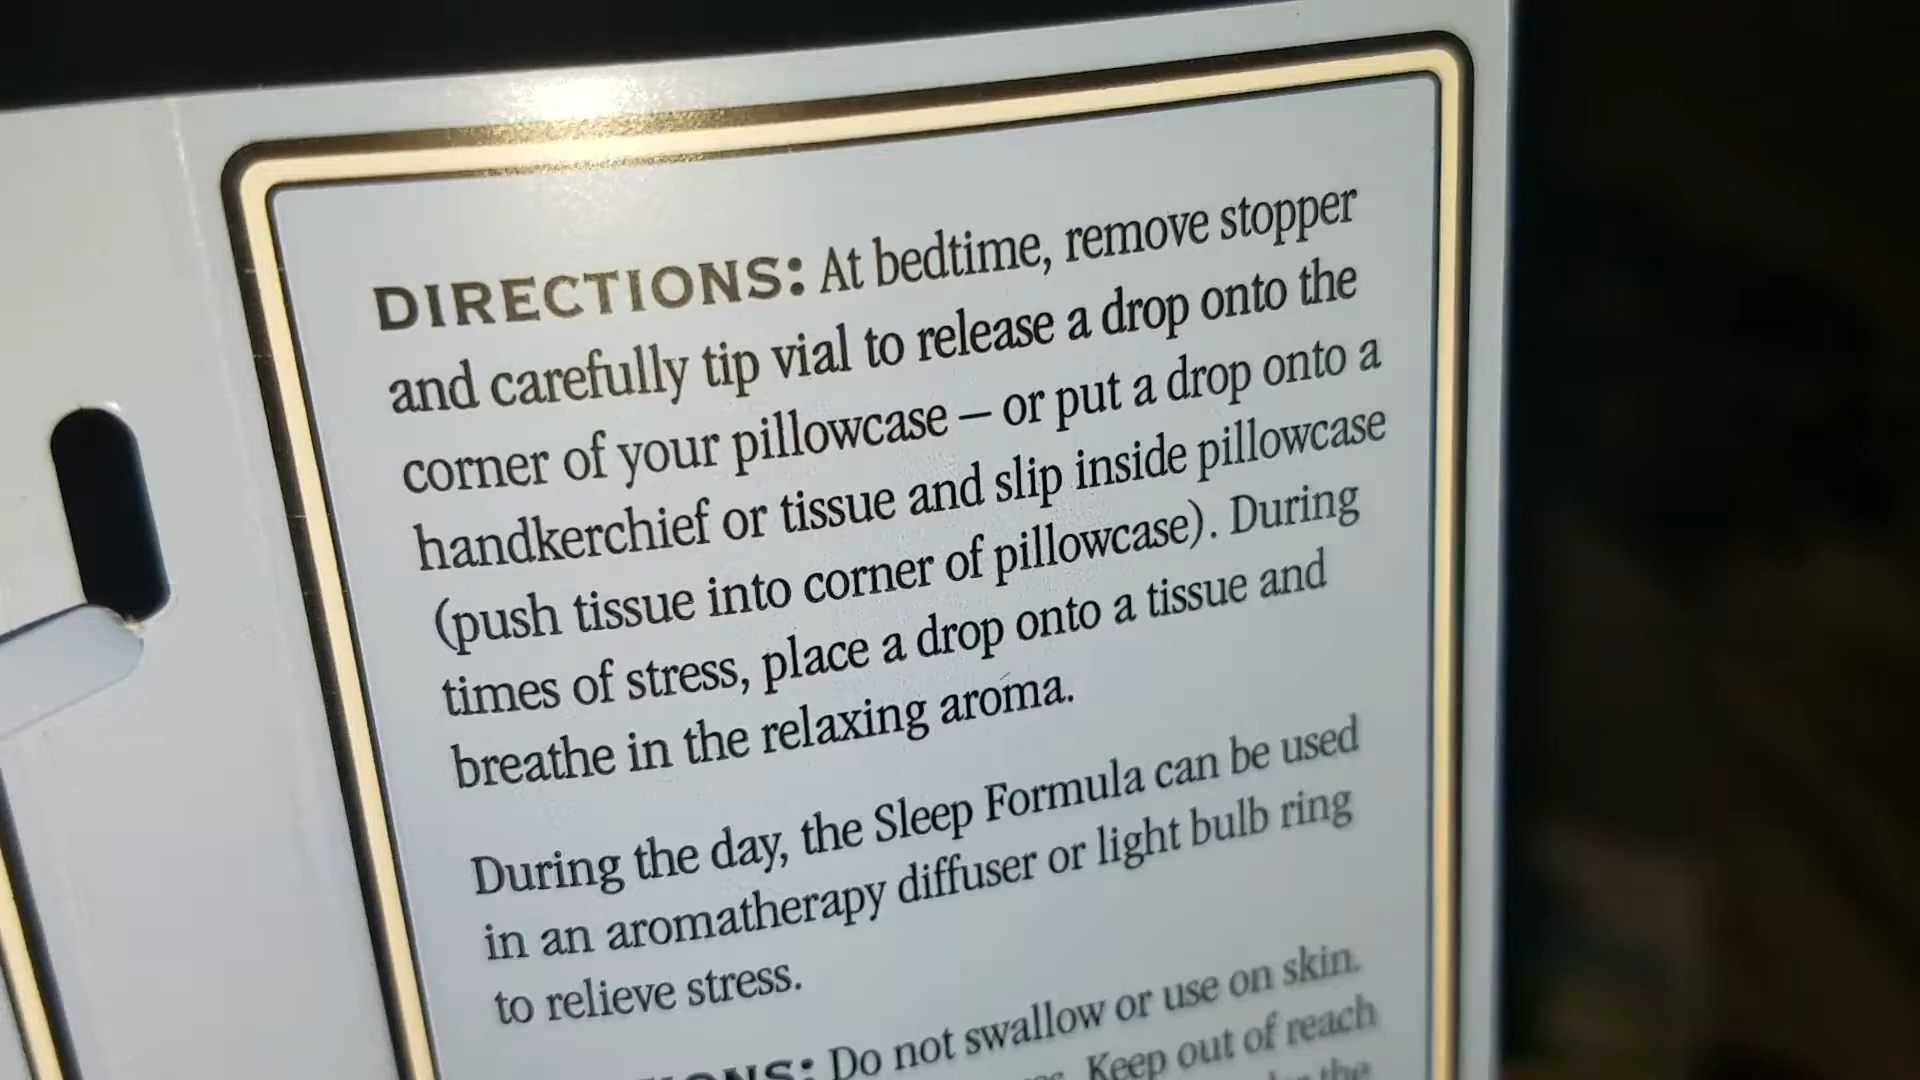 DIRECTIONS: At bedtime, remove stopper
and carefully tip vial to release a drop onto the
corner of your pillowcase – or put a drop onto a
handkerchief or tissue and slip inside pillowcase
(push tissue into corner of pillowcase). During
times of stress, place a drop onto a tissue and
breathe in the relaxing aroma.
During the day, the Sleep Formula can be used
in an aromatherapy diffuser or light bulb ring
to relieve stress.
Do not swallow or use on skin.
Keep out of reach
the